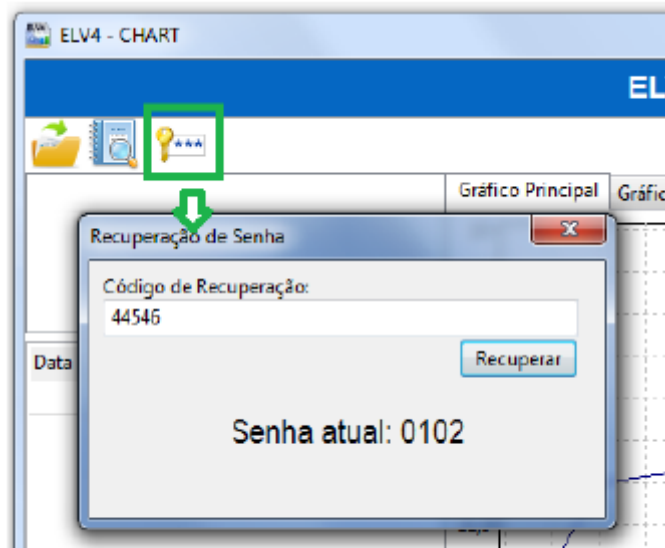 ELV4 - CHART
EL
***
Gráfico Principal
Gráfic
Recuperação de Senha
Código de Recuperação:
44546
Recuperar
Data
Senha atual: 0102